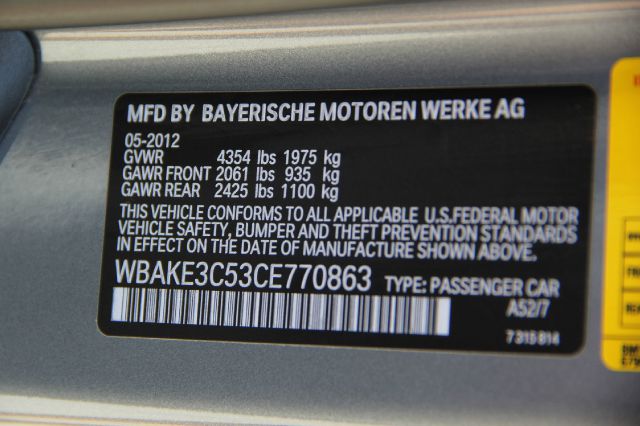 MFD BY BAYERISCHE MOTOREN WERKE AG
05-2012
GVWR 4354 lbs 1975 kg
GAWR FRONT 2061 lbs 935 kg
GAWR REAR 2425 lbs 1100 kg
THIS VEHICLE CONFORMS TO ALL APPLICABLE U.S.FEDERAL MOTOR
VEHICLE SAFETY, BUMPER AND THEFT PREVENTION STANDARDS
IN EFFECT ON THE DATE OF MANUFACTURE SHOWN ABOVE.
WBAKE3C53CE770863 TYPE: PASSENGER CAR
A52/7
7 315 814